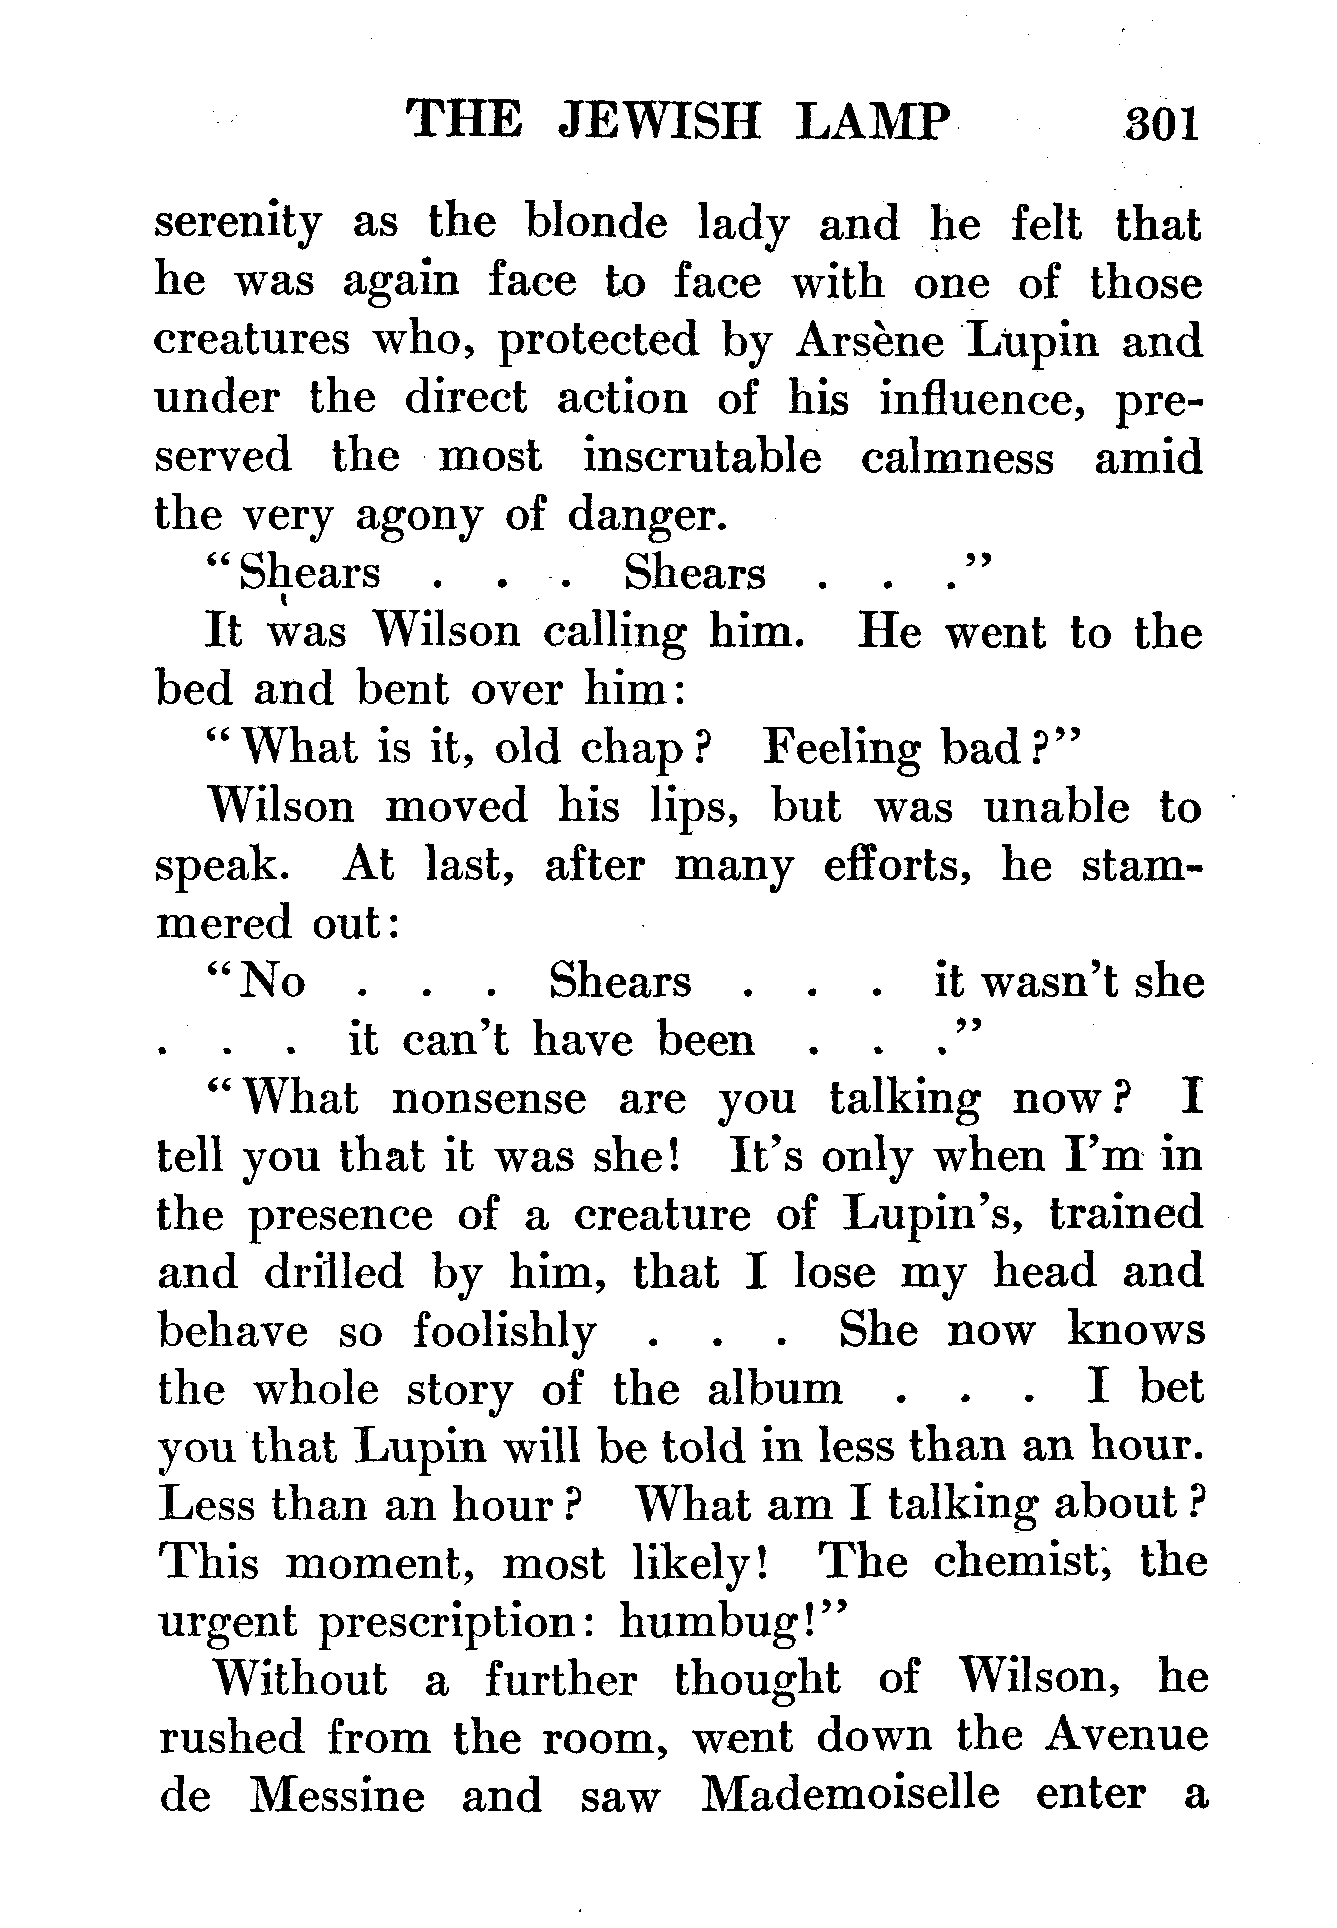 THE JEWISH LAMP 301
serenity as the blonde lady and he felt that
he was again face to face with one of those
creatures who, protected by Arsène Lupin and
under the direct action of his influence, pre-
served the most inscrutable calmness amid
the very agony of danger.
"Shears . . . Shears . . ."
It was Wilson calling him. He went to the
bed and bent over him:
"What is it, old chap? Feeling bad?"
Wilson moved his lips, but was unable to
speak. At last, after many efforts, he stam-
mered out:
"No . . . Shears . . . it wasn't she
. . . it can't have been . . ."
"What nonsense are you talking now? I
tell you that it was she! It's only when I'm in
the presence of a creature of Lupin's, trained
and drilled by him, that I lose my head and
behave so foolishly . . . She now knows
the whole story of the album . . . I bet
you that Lupin will be told in less than an hour.
Less than an hour? What am I talking about?
This moment, most likely! The chemist, the
urgent prescription: humbug!"
Without a further thought of Wilson, he
rushed from the room, went down the Avenue
de Messine and saw Mademoiselle enter a